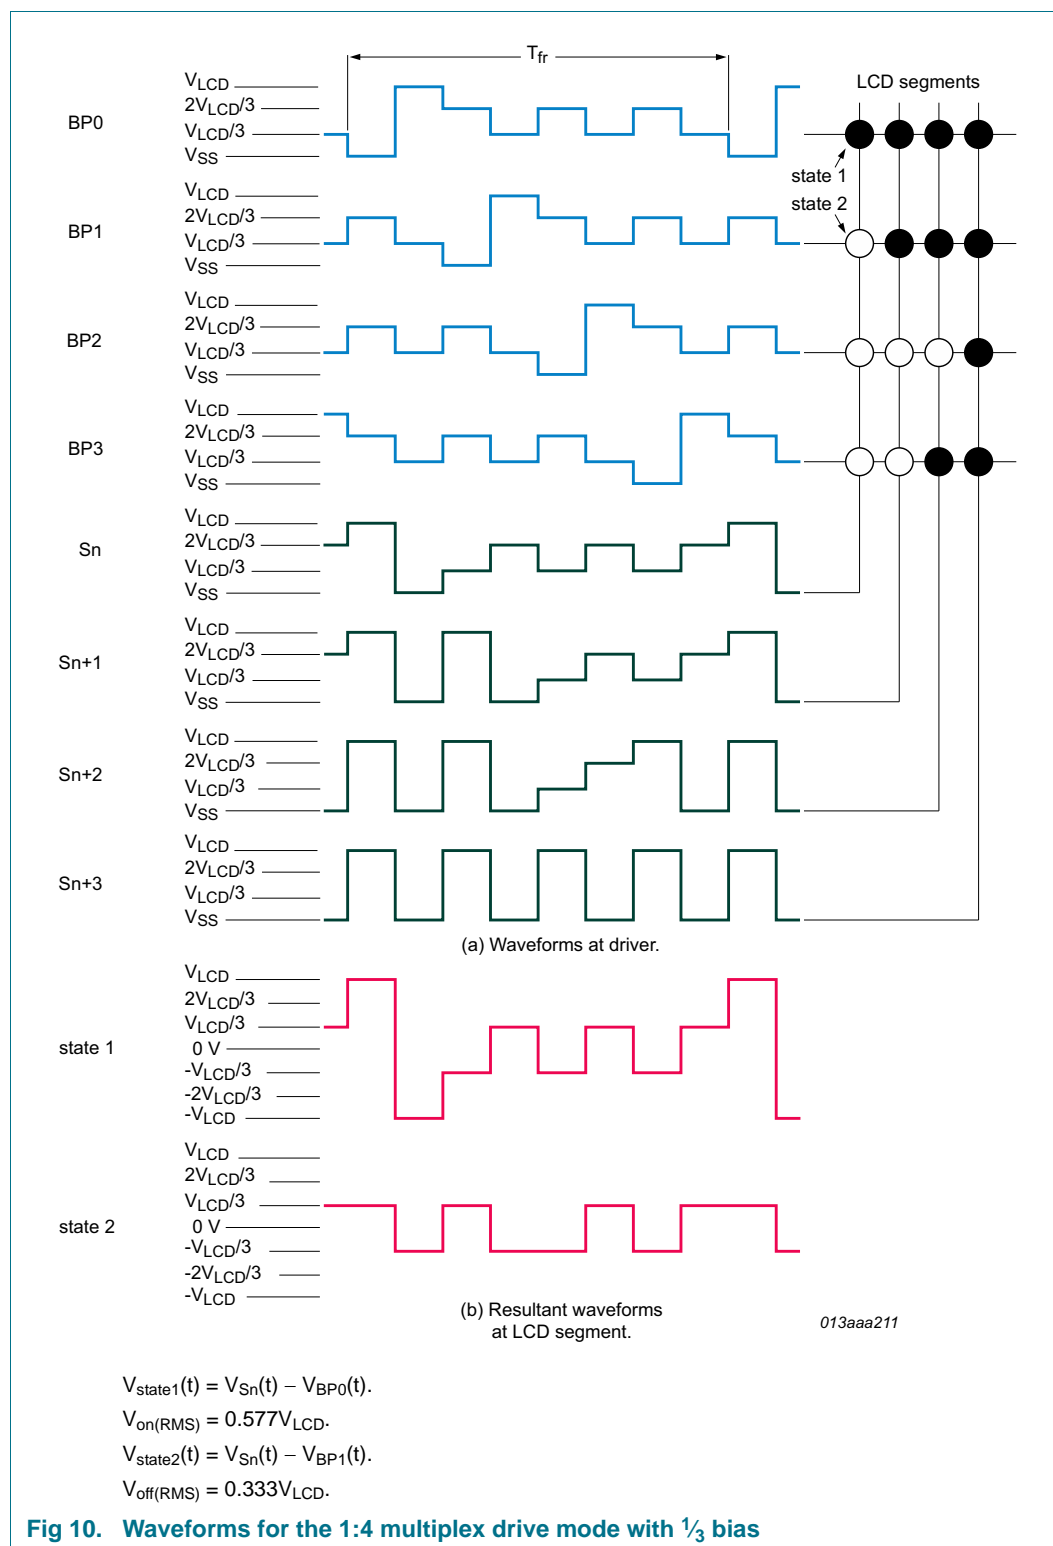 Tfr
LCD segments
BP0
VLCD
2VLCD/3
VLCD/3
VSS
state 1
state 2
BP1
VLCD
2VLCD/3
VLCD/3
VSS
BP2
VLCD
2VLCD/3
VLCD/3
VSS
BP3
VLCD
2VLCD/3
VLCD/3
VSS
Sn
VLCD
2VLCD/3
VLCD/3
VSS
Sn+1
VLCD
2VLCD/3
VLCD/3
VSS
Sn+2
VLCD
2VLCD/3
VLCD/3
VSS
Sn+3
VLCD
2VLCD/3
VLCD/3
VSS
(a) Waveforms at driver.
state 1
VLCD
2VLCD/3
VLCD/3
0 V
-VLCD/3
-2VLCD/3
-VLCD
state 2
VLCD
2VLCD/3
VLCD/3
0 V
-VLCD/3
-2VLCD/3
-VLCD
(b) Resultant waveforms
at LCD segment.
013aaa211
Vstate1(t) = VSn(t) − VBP0(t).
Von(RMS) = 0.577VLCD.
Vstate2(t) = VSn(t) − VBP1(t).
Voff(RMS) = 0.333VLCD.
Fig 10. Waveforms for the 1:4 multiplex drive mode with 1⁄3 bias